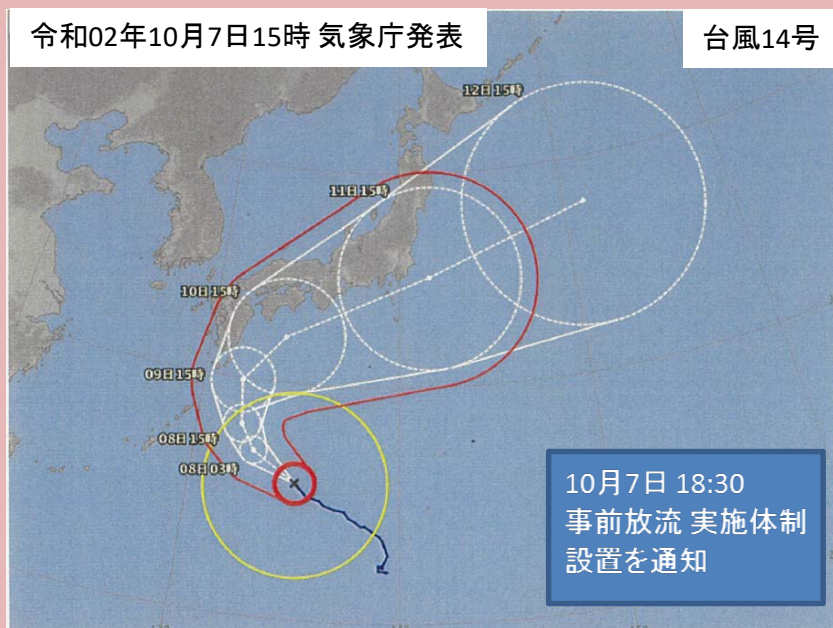 令和02年10月7日15時 気象庁発表
台風14号
12日15時
11日15時
10日15時
09日15時
08日15時
08日03時
10月7日 18:30
事前放流 実施体制
設置を通知